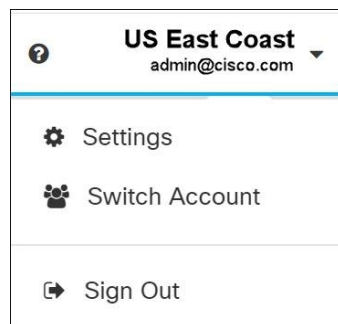 US East Coast
admin@cisco.com
Settings
Switch Account
Sign Out